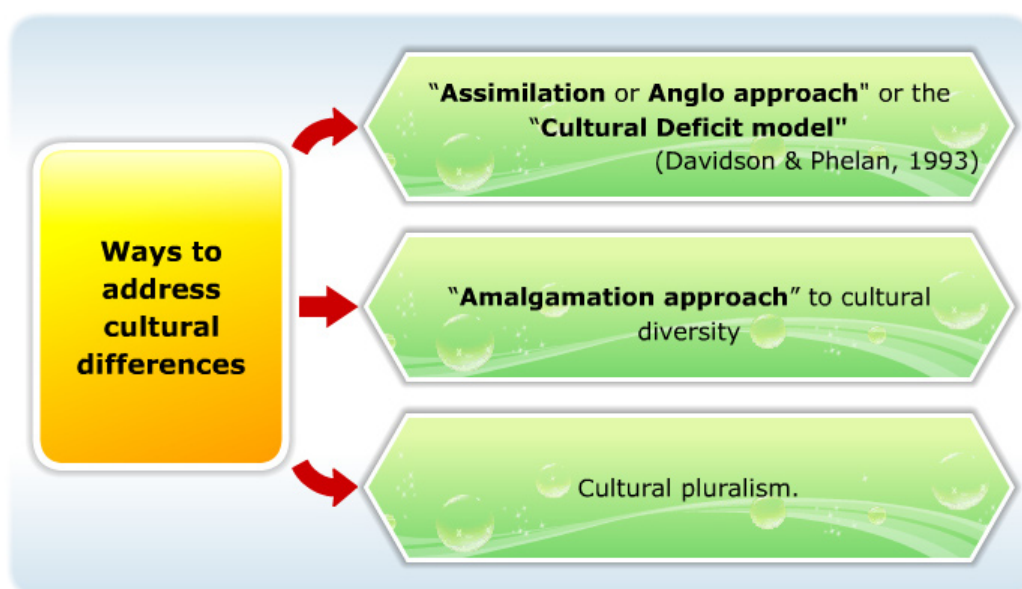 Ways to
address
cultural
differences
“Assimilation or Anglo approach" or the
“Cultural Deficit model"
(Davidson & Phelan, 1993)
“Amalgamation approach” to cultural
diversity
Cultural pluralism.